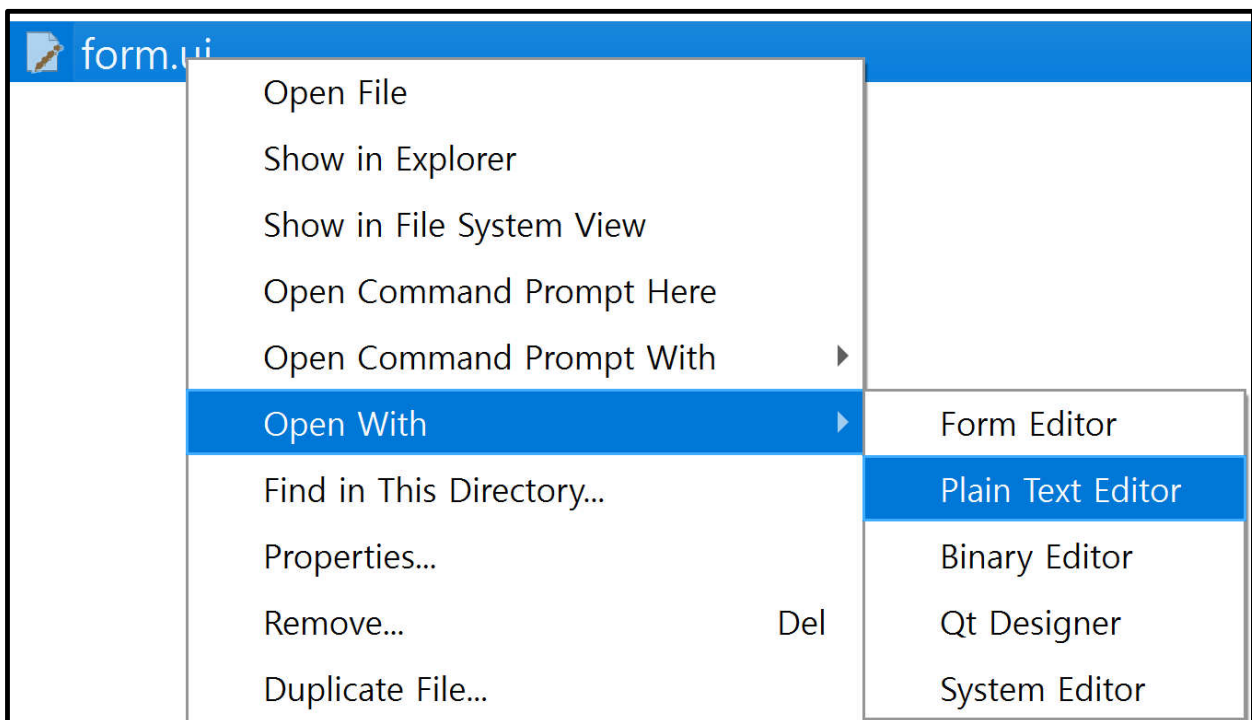 form.ui
Open File
Show in Explorer
Show in File System View
Open Command Prompt Here
Open Command Prompt With
Open With
Find in This Directory...
Properties...
Remove... Del
Duplicate File...
Form Editor
Plain Text Editor
Binary Editor
Qt Designer
System Editor